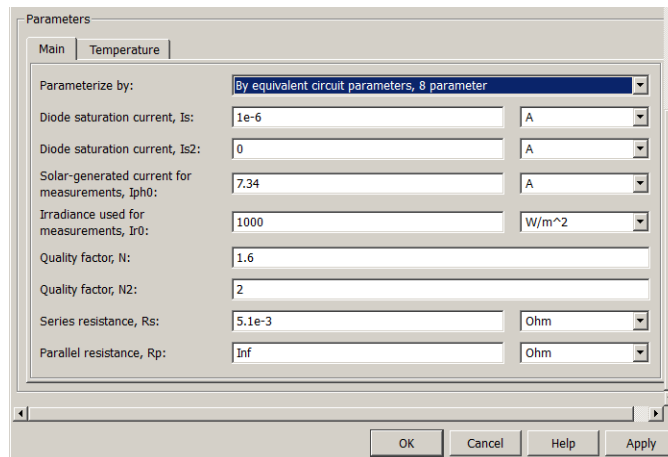 Parameters
Main Temperature
Parameterize by: By equivalent circuit parameters, 8 parameter
Diode saturation current, Is: 1e-6 A
Diode saturation current, Is2: 0 A
Solar-generated current for
measurements, Iph0: 7.34 A
Irradiance used for
measurements, Ir0: 1000 W/m^2
Quality factor, N: 1.6
Quality factor, N2: 2
Series resistance, Rs: 5.1e-3 Ohm
Parallel resistance, Rp: Inf Ohm
OK Cancel Help Apply